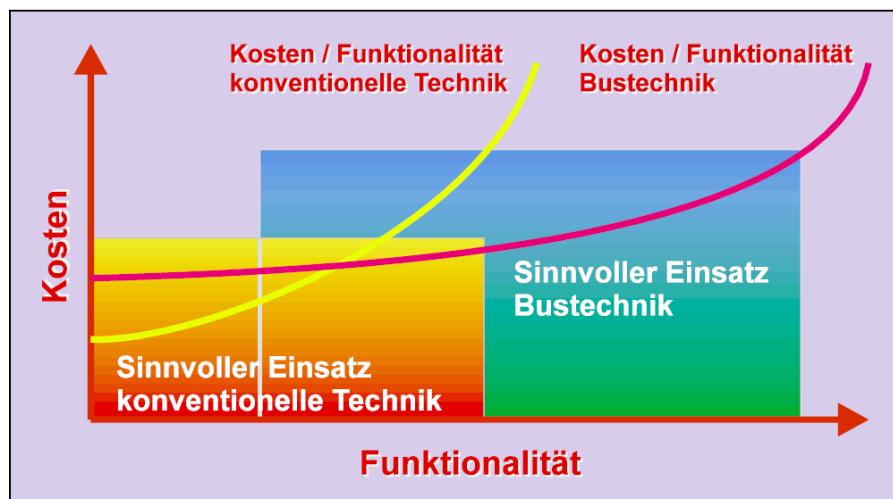 Kosten / Funktionalität
konventionelle Technik
Kosten / Funktionalität
Bustechnik
Kosten
Sinnvoller Einsatz
Bustechnik
Sinnvoller Einsatz
konventionelle Technik
Funktionalität